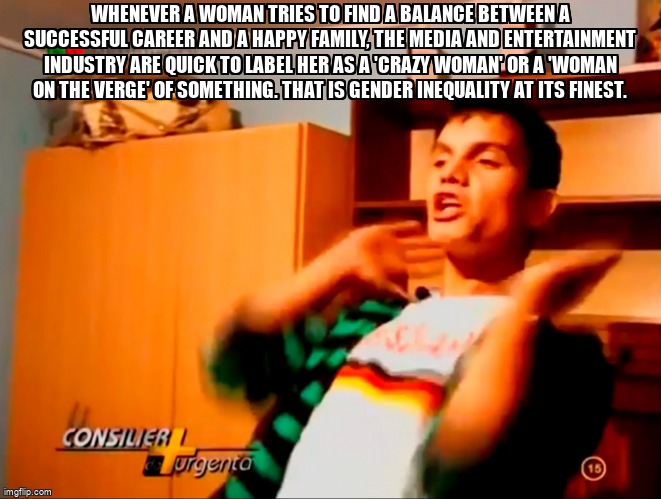 WHENEVER A WOMAN TRIES TO FIND A BALANCE BETWEEN A
SUCCESSFUL CAREER AND A HAPPY FAMILY, THE MEDIA AND ENTERTAINMENT
INDUSTRY ARE QUICK TO LABEL HER AS A 'CRAZY WOMAN' OR A 'WOMAN
ON THE VERGE' OF SOMETHING. THAT IS GENDER INEQUALITY AT ITS FINEST.
CONSILIER
de urgenta
15
imgflip.com